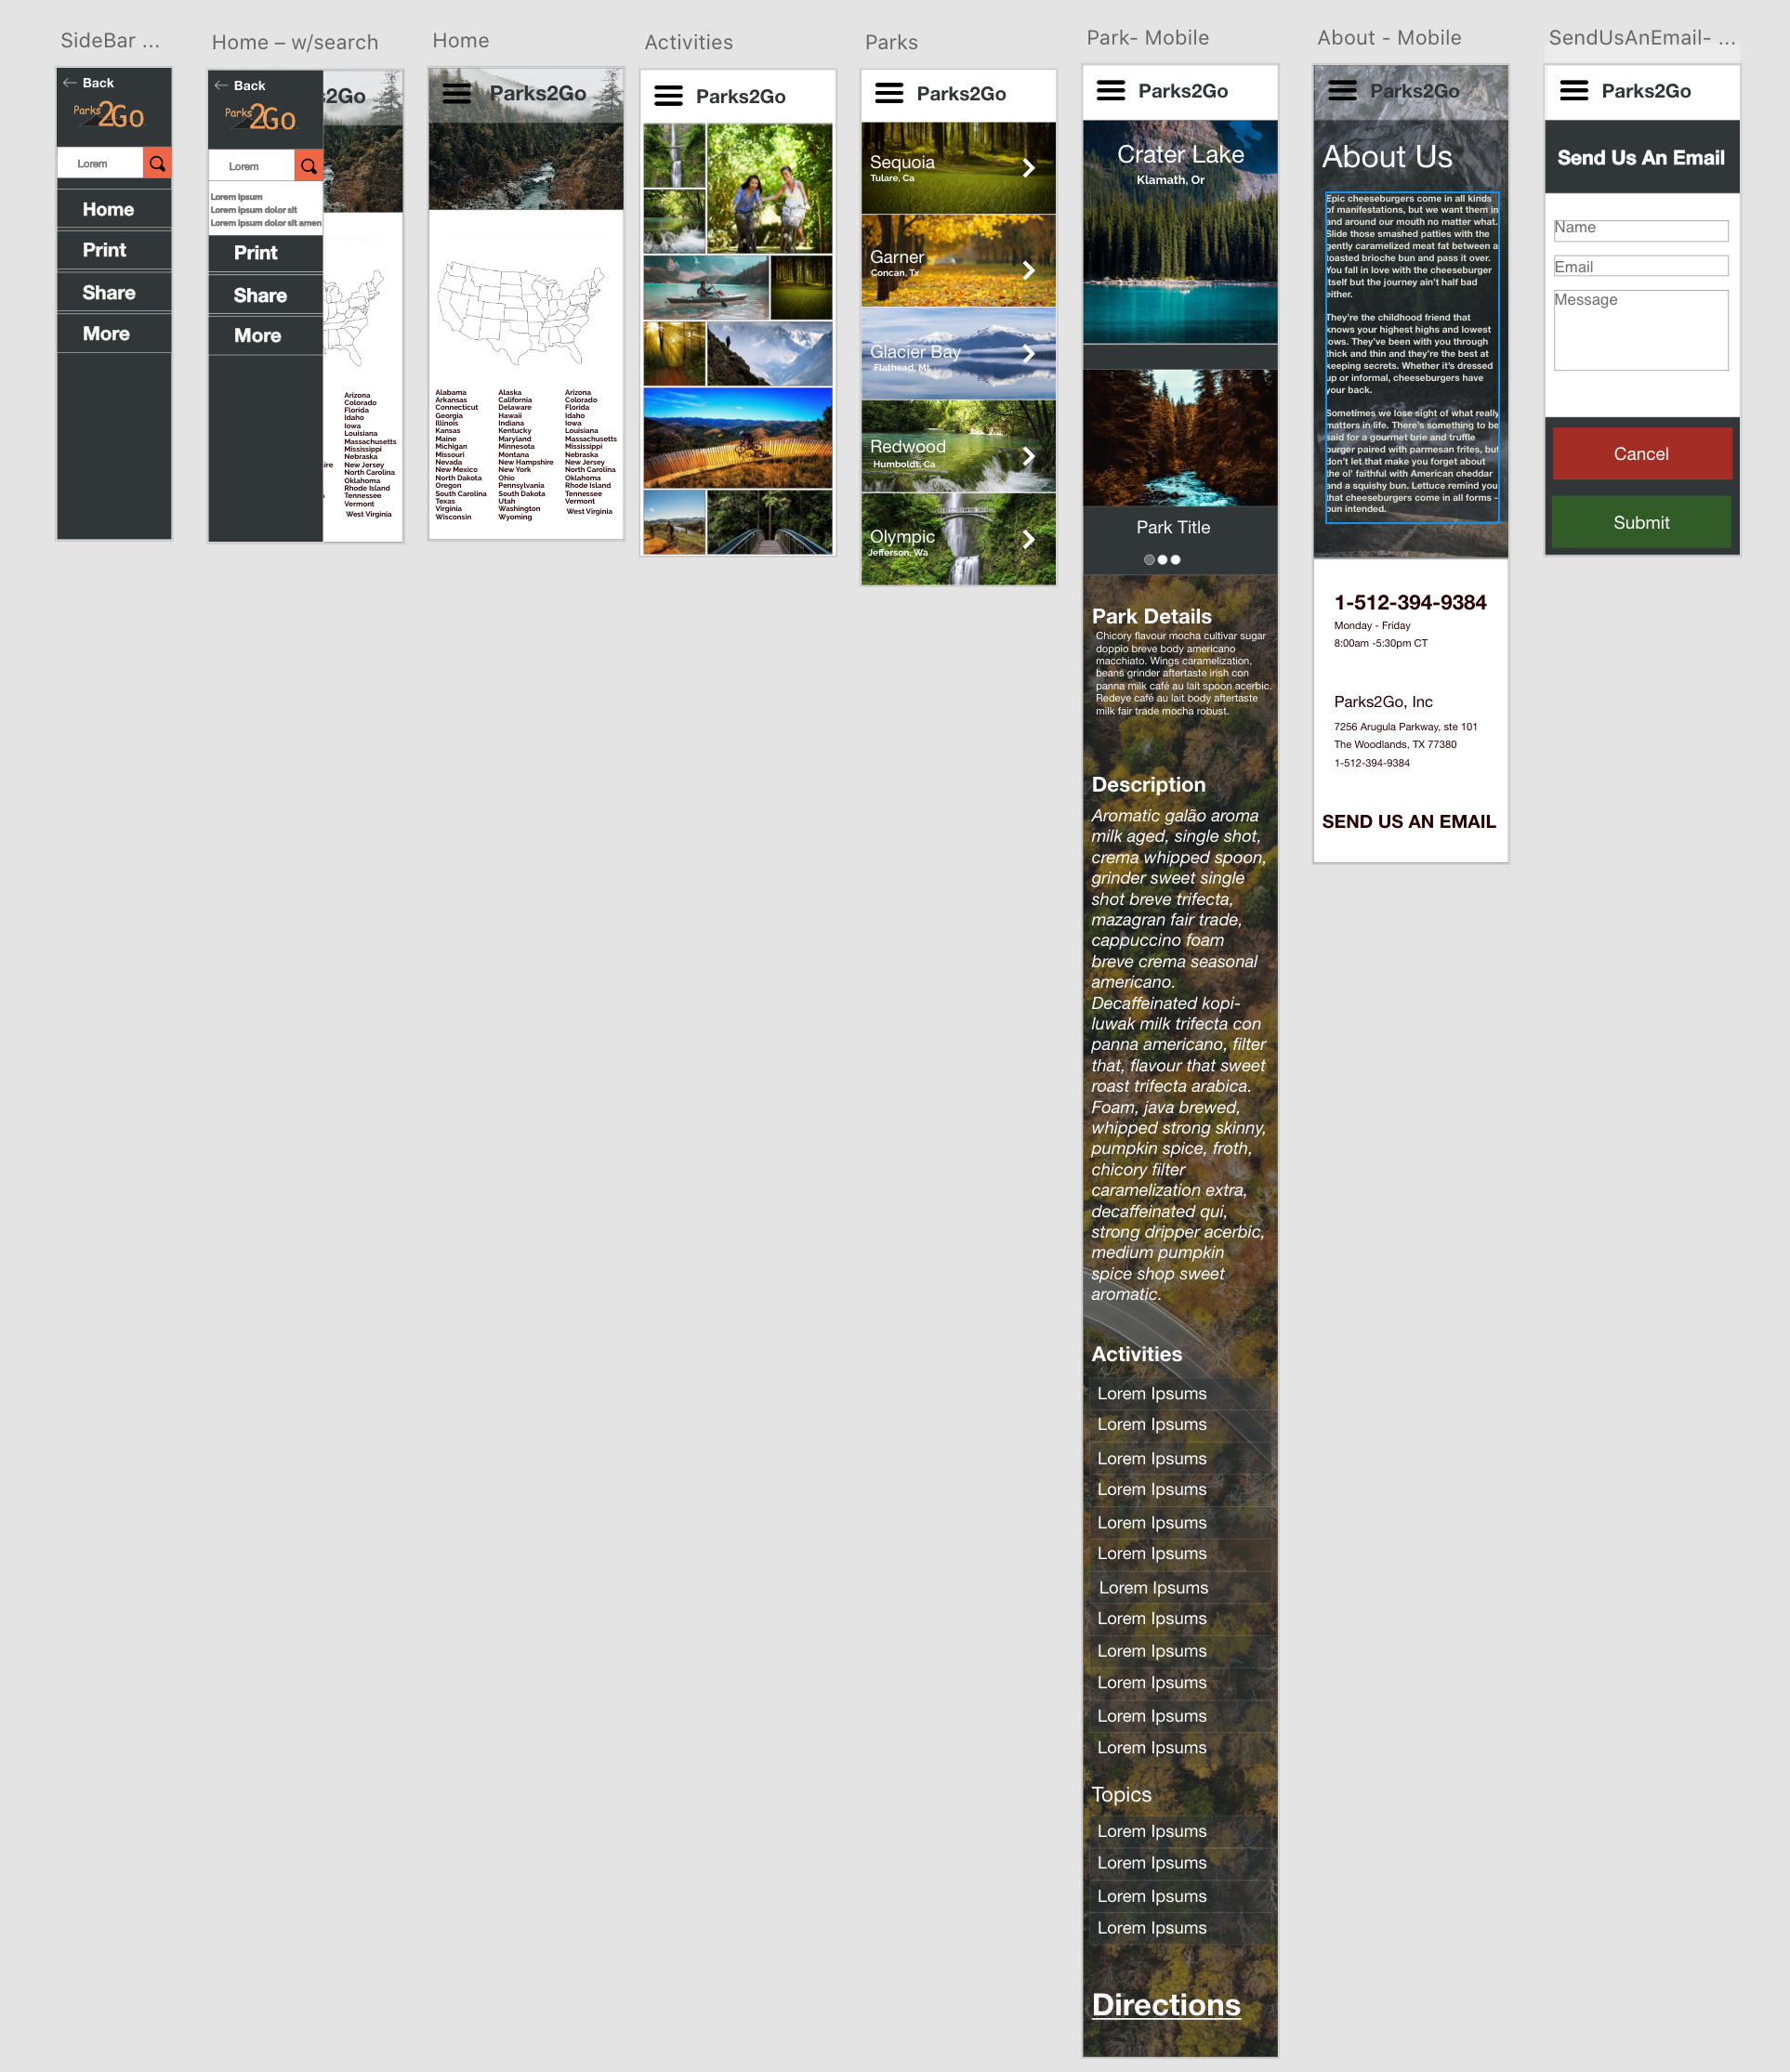 SideBar ...
← Back
Parks2Go
Lorem
Home
Print
Share
More
Home – w/search
← Back
Parks2Go
s2Go
Lorem
Lorem Ipsum
Lorem Ipsum dolor sit
Lorem Ipsum dolor sit amen
Print
Share
More
Arizona
Colorado
Florida
Idaho
Iowa
Louisiana
Massachusetts
Mississippi
Nebraska
ire New Jersey
North Carolina
Oklahoma
Rhode Island
Tennessee
Vermont
West Virginia
Home
Parks2Go
Alabama Alaska Arizona
Arkansas California Colorado
Connecticut Delaware Florida
Georgia Hawaii Idaho
Illinois Indiana Iowa
Kansas Kentucky Louisiana
Maine Maryland Massachusetts
Michigan Minnesota Mississippi
Missouri Montana Nebraska
Nevada New Hampshire New Jersey
New Mexico New York North Carolina
North Dakota Ohio Oklahoma
Oregon Pennsylvania Rhode Island
South Carolina South Dakota Tennessee
Texas Utah Vermont
Virginia Washington West Virginia
Wisconsin Wyoming
Activities
Parks2Go
Parks
Parks2Go
Sequoia
Tulare, Ca
Garner
Concan, Tx
Glacier Bay
Flathead, Mt
Redwood
Humboldt, Ca
Olympic
Jefferson, Wa
Park- Mobile
Parks2Go
Crater Lake
Klamath, Or
Park Title
Park Details
Chicory flavour mocha cultivar sugar
doppio breve body americano
macchiato. Wings caramelization,
beans grinder aftertaste irish con
panna milk café au lait spoon acerbic.
Redeye café au lait body aftertaste
milk fair trade mocha robust.
Description
Aromatic galão aroma
milk aged, single shot,
crema whipped spoon,
grinder sweet single
shot breve trifecta,
mazagran fair trade,
cappuccino foam
breve crema seasonal
americano.
Decaffeinated kopi-
luwak milk trifecta con
panna americano, filter
that, flavour that sweet
roast trifecta arabica.
Foam, java brewed,
whipped strong skinny,
pumpkin spice, froth,
chicory filter
caramelization extra,
decaffeinated qui,
strong dripper acerbic,
medium pumpkin
spice shop sweet
aromatic.
Activities
Lorem Ipsums
Lorem Ipsums
Lorem Ipsums
Lorem Ipsums
Lorem Ipsums
Lorem Ipsums
Lorem Ipsums
Lorem Ipsums
Lorem Ipsums
Lorem Ipsums
Lorem Ipsums
Lorem Ipsums
Topics
Lorem Ipsums
Lorem Ipsums
Lorem Ipsums
Lorem Ipsums
Directions
About - Mobile
Parks2Go
About Us
Epic cheeseburgers come in all kinds
of manifestations, but we want them in
and around our mouth no matter what.
Slide those smashed patties with the
gently caramelized meat fat between a
toasted brioche bun and pass it over.
You fall in love with the cheeseburger
itself but the journey ain't half bad
either.
They're the childhood friend that
knows your highest highs and lowest
lows. They've been with you through
thick and thin and they're the best at
keeping secrets. Whether it's dressed
up or informal, cheeseburgers have
your back.
Sometimes we lose sight of what really
matters in life. There's something to be
said for a gourmet brie and truffle
burger paired with parmesan frites, but
don't let that make you forget about
the ol' faithful with American cheddar
and a squishy bun. Lettuce remind you
that cheeseburgers come in all forms -
bun intended.
1-512-394-9384
Monday - Friday
8:00am -5:30pm CT
Parks2Go, Inc
7256 Arugula Parkway, ste 101
The Woodlands, TX 77380
1-512-394-9384
SEND US AN EMAIL
SendUsAnEmail- ...
Parks2Go
Send Us An Email
Name
Email
Message
Cancel
Submit